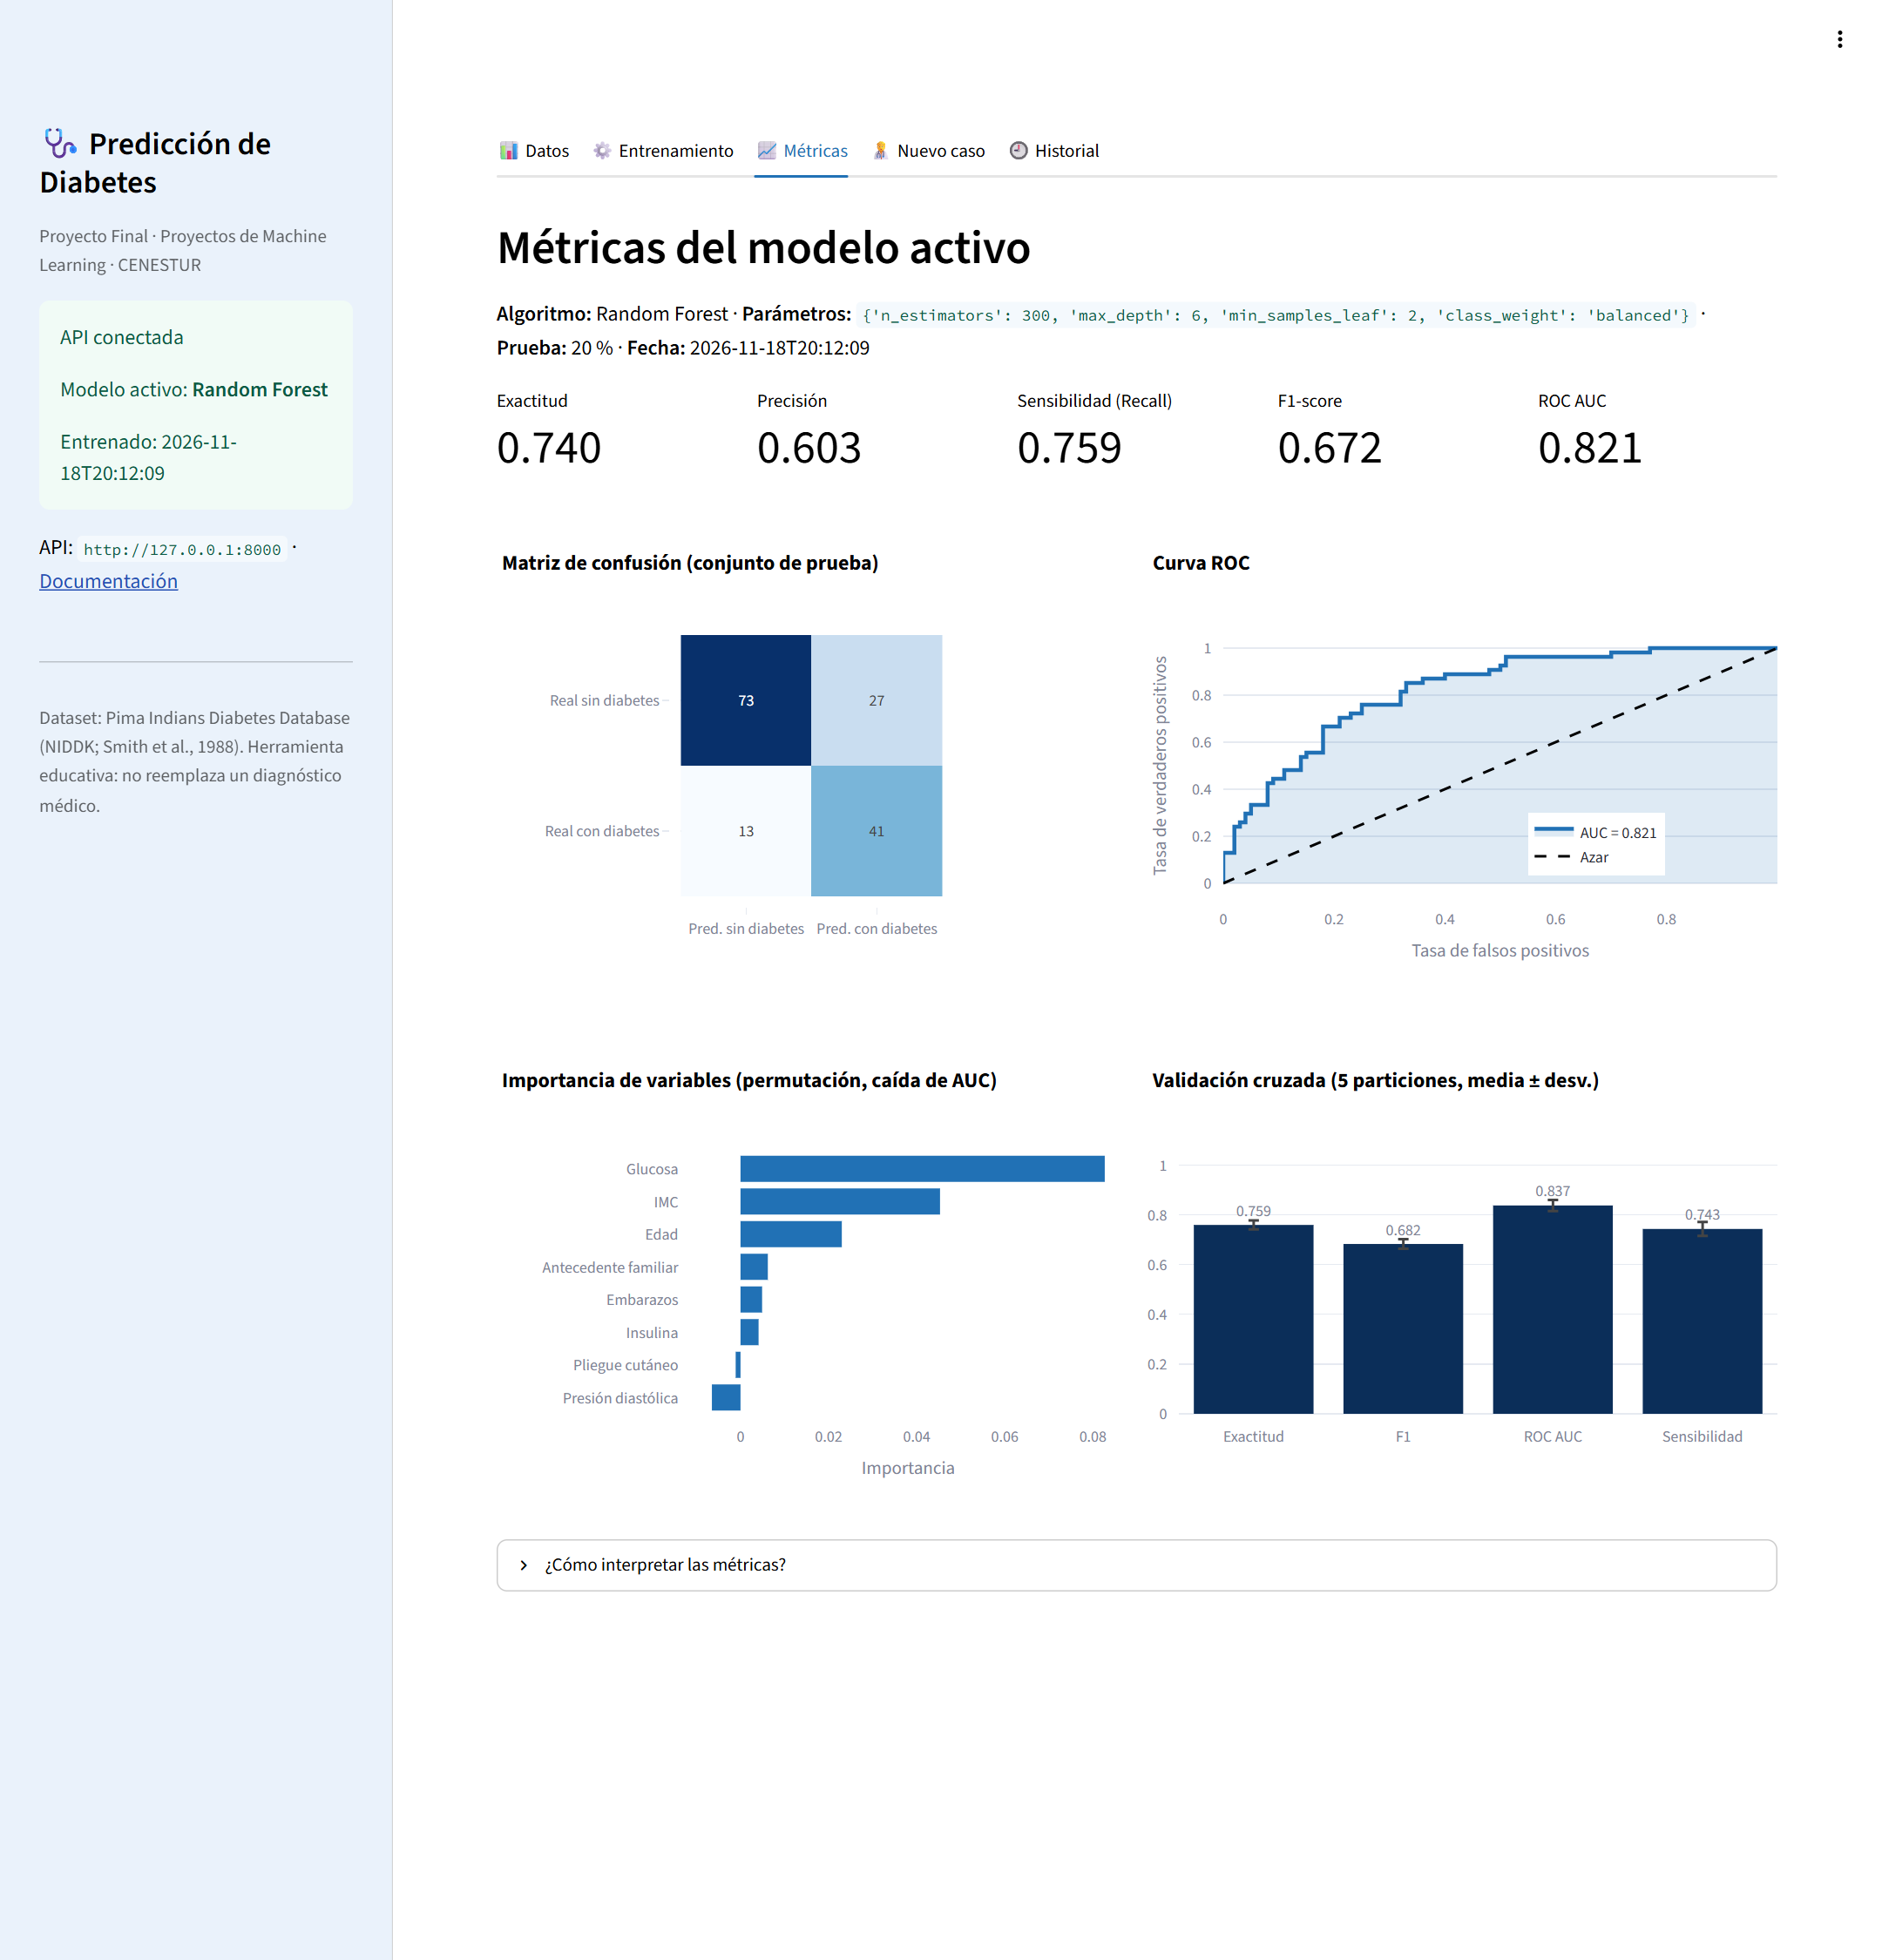 Predicción de
Diabetes
Proyecto Final · Proyectos de Machine
Learning · CENESTUR
API conectada
Modelo activo: Random Forest
Entrenado: 2026-11-
18T20:12:09
API: http://127.0.0.1:8000 ·
Documentación
Dataset: Pima Indians Diabetes Database
(NIDDK; Smith et al., 1988). Herramienta
educativa: no reemplaza un diagnóstico
médico.
Datos Entrenamiento Métricas Nuevo caso Historial
Métricas del modelo activo
Algoritmo: Random Forest · Parámetros: {'n_estimators': 300, 'max_depth': 6, 'min_samples_leaf': 2, 'class_weight': 'balanced'} ·
Prueba: 20 % · Fecha: 2026-11-18T20:12:09
Exactitud Precisión Sensibilidad (Recall) F1-score ROC AUC
0.740 0.603 0.759 0.672 0.821
Matriz de confusión (conjunto de prueba)
Real sin diabetes 73 27
Real con diabetes 13 41
Pred. sin diabetes Pred. con diabetes
Curva ROC
Tasa de verdaderos positivos
1
0.8
0.6
0.4
0.2
0
AUC = 0.821
Azar
0 0.2 0.4 0.6 0.8
Tasa de falsos positivos
Importancia de variables (permutación, caída de AUC)
Glucosa
IMC
Edad
Antecedente familiar
Embarazos
Insulina
Pliegue cutáneo
Presión diastólica
0 0.02 0.04 0.06 0.08
Importancia
Validación cruzada (5 particiones, media ± desv.)
1
0.8
0.6
0.4
0.2
0
0.759 0.682 0.837 0.743
Exactitud F1 ROC AUC Sensibilidad
¿Cómo interpretar las métricas?